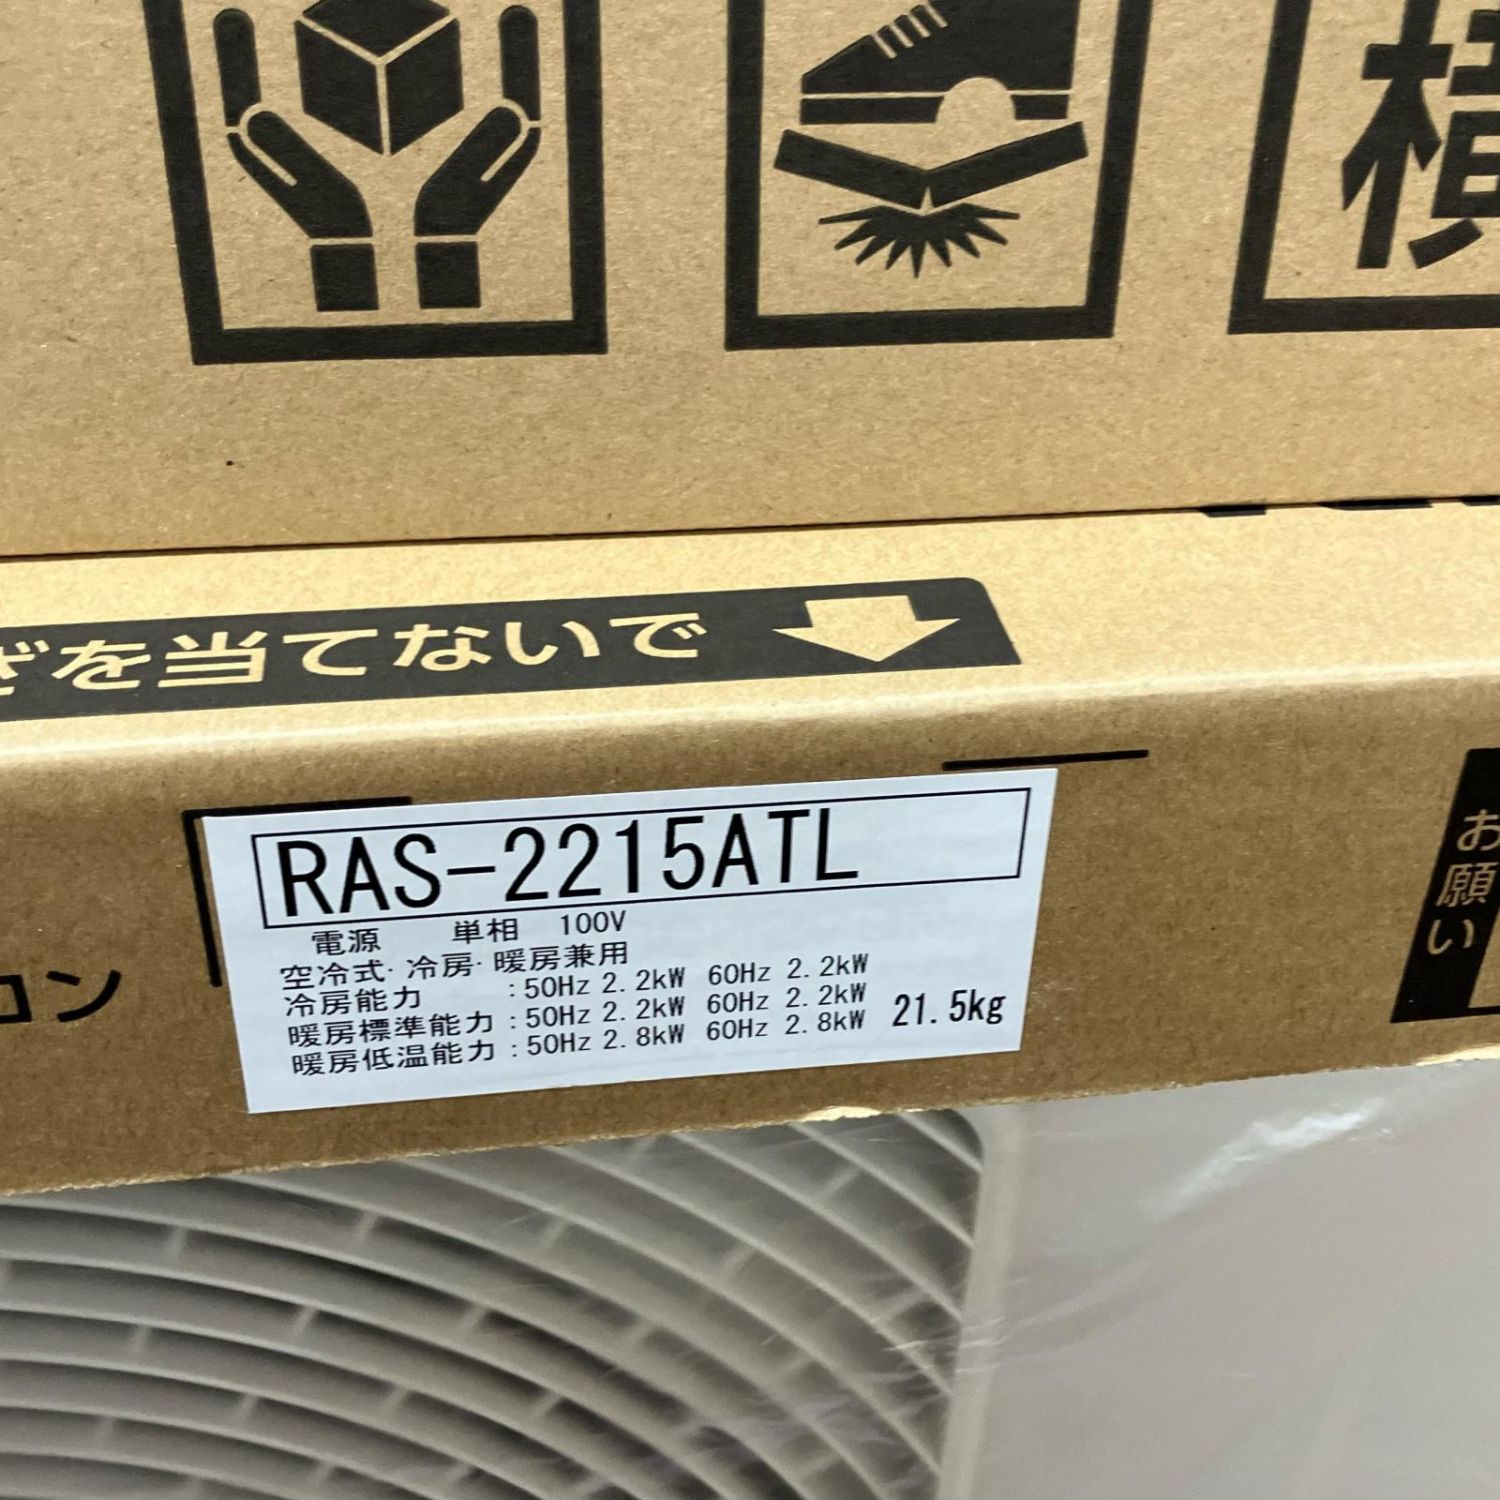 横
ざを当てないで
RAS-2215ATL
電源 単相 100V
空冷式・冷房・暖房兼用
冷房能力 :50Hz 2.2kW 60Hz 2.2kW
暖房標準能力:50Hz 2.2kW 60Hz 2.2kW
暖房低温能力:50Hz 2.8kW 60Hz 2.8kW
21.5kg
コン
お願い